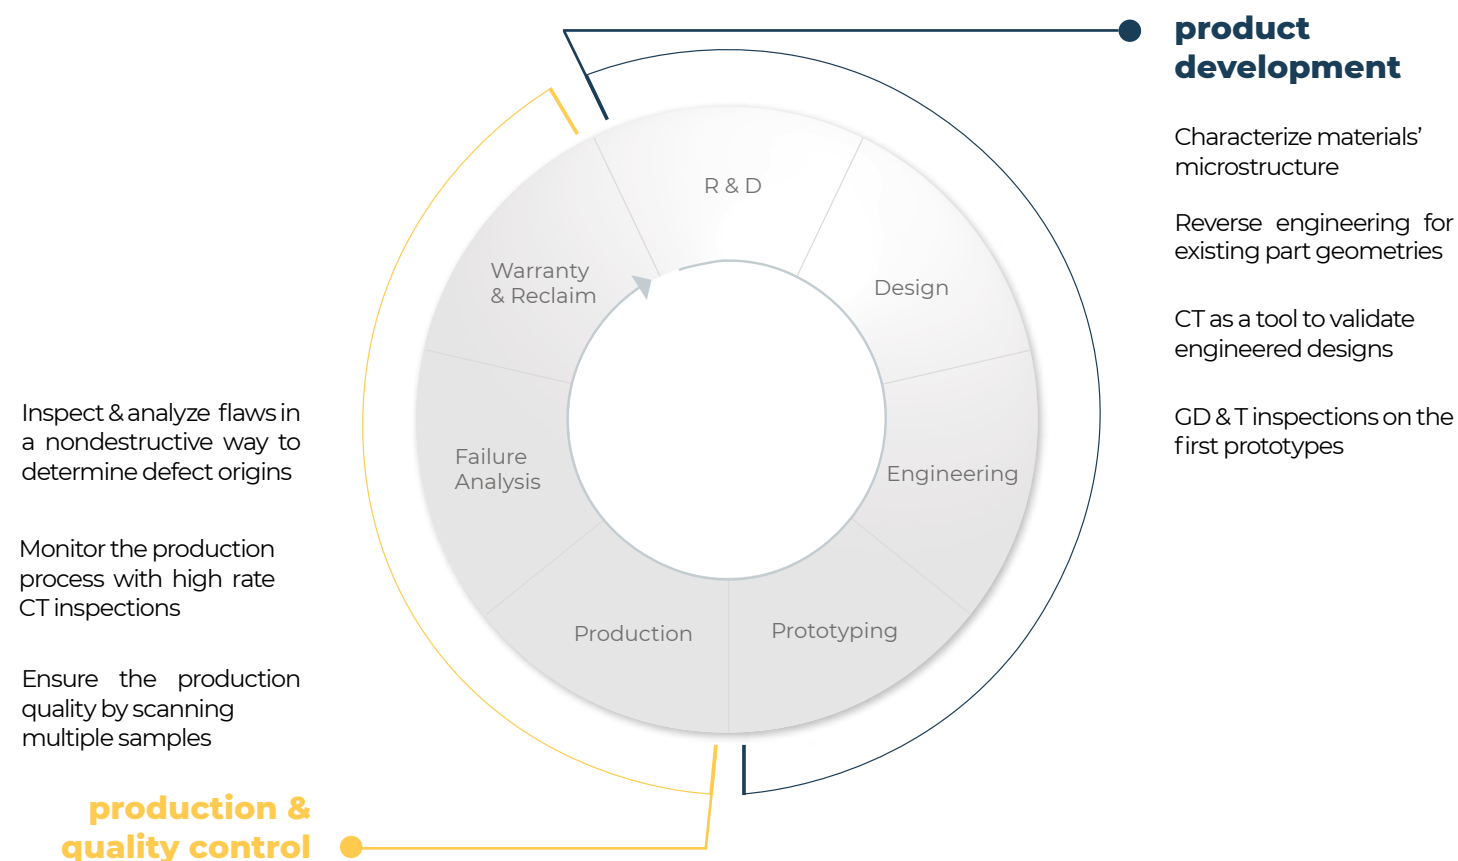 product
development
Characterize materials’
microstructure
Reverse engineering for
existing part geometries
CT as a tool to validate
engineered designs
GD & T inspections on the
first prototypes
R & D
Design
Engineering
Prototyping
Production
Failure
Analysis
Warranty
& Reclaim
Inspect & analyze flaws in
a nondestructive way to
determine defect origins
Monitor the production
process with high rate
CT inspections
Ensure the production
quality by scanning
multiple samples
production &
quality control